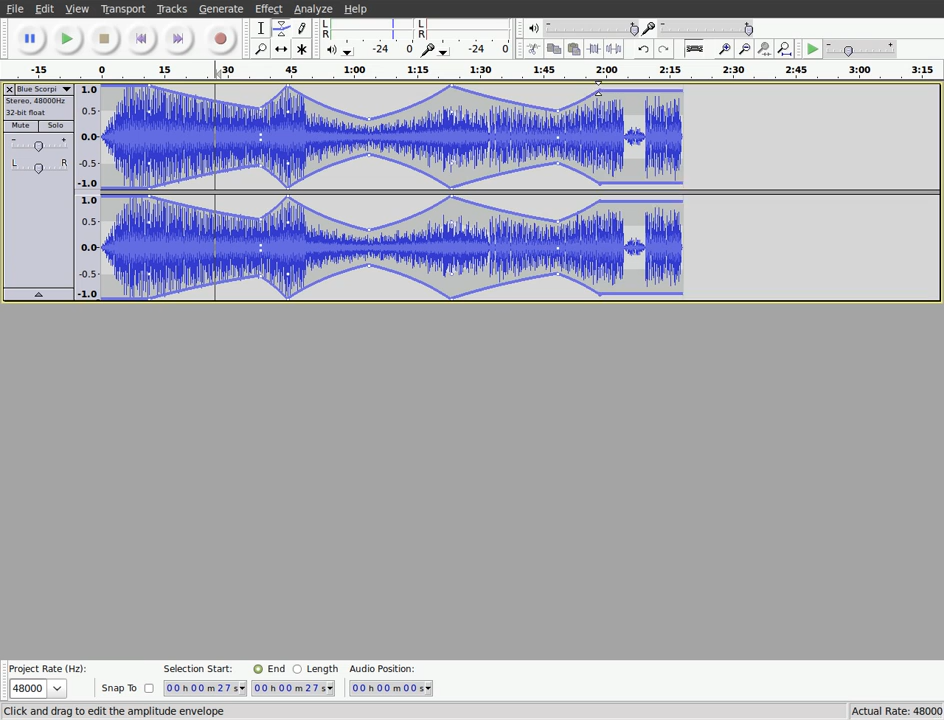 File Edit View Transport Tracks Generate Effect Analyze Help
L
R
-24 0
L
R
-24 0
-15 0 15 30 45 1:00 1:15 1:30 1:45 2:00 2:15 2:30 2:45 3:00 3:15
Blue Scorpi
Stereo, 48000Hz
32-bit float
Mute Solo
- +
L R
1.0
0.5
0.0
-0.5
-1.0
1.0
0.5
0.0
-0.5
-1.0
Project Rate (Hz): Selection Start: End Length Audio Position:
48000 Snap To 00 h 00 m 27 s 00 h 00 m 27 s 00 h 00 m 00 s
Click and drag to edit the amplitude envelope Actual Rate: 48000